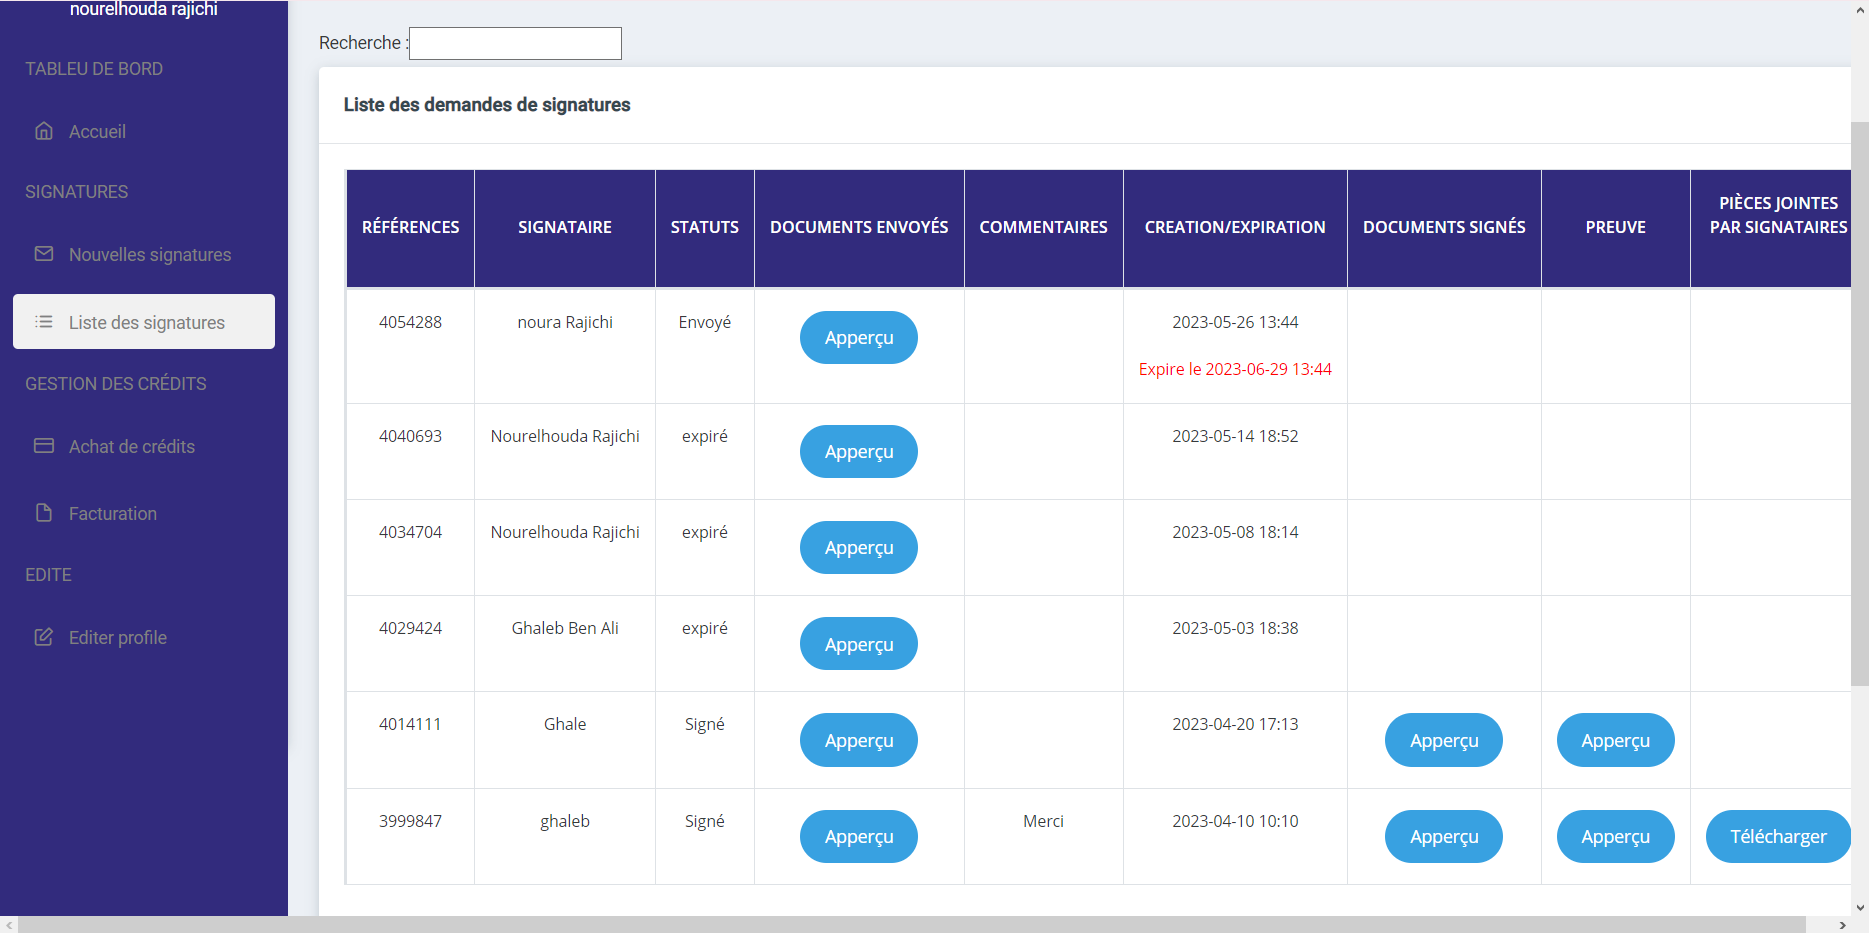 nourelhouda rajichi
TABLEU DE BORD
Accueil
SIGNATURES
Nouvelles signatures
Liste des signatures
GESTION DES CRÉDITS
Achat de crédits
Facturation
EDITE
Editer profile
Recherche :
Liste des demandes de signatures
RÉFÉRENCES SIGNATAIRE STATUTS DOCUMENTS ENVOYÉS COMMENTAIRES CREATION/EXPIRATION DOCUMENTS SIGNÉS PREUVE PIÈCES JOINTES
PAR SIGNATAIRES
4054288 noura Rajichi Envoyé Apperçu 2023-05-26 13:44
Expire le 2023-06-29 13:44
4040693 Nourelhouda Rajichi expiré Apperçu 2023-05-14 18:52
4034704 Nourelhouda Rajichi expiré Apperçu 2023-05-08 18:14
4029424 Ghaleb Ben Ali expiré Apperçu 2023-05-03 18:38
4014111 Ghale Signé Apperçu 2023-04-20 17:13 Apperçu Apperçu
3999847 ghaleb Signé Apperçu Merci 2023-04-10 10:10 Apperçu Apperçu Télécharger